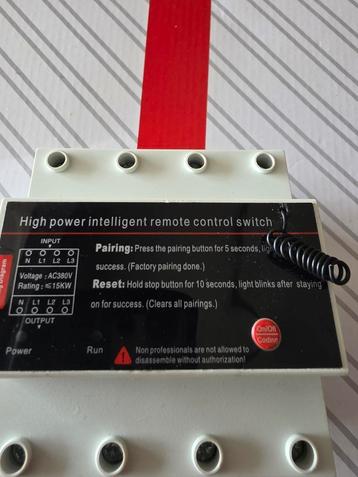 High power intelligent remote control switch
INPUT
N L1 L2 L3
Voltage : AC380V
Rating : ≤15KW
N L1 L2 L3
OUTPUT
Diagram
Pairing: Press the pairing button for 5 seconds,
success. (Factory pairing done.)
Reset: Hold stop button for 10 seconds, light blinks after staying
on for success. (Clears all pairings.)
On/Off
Coding
Power
Run
Non professionals are not allowed to
disassemble without authorization!